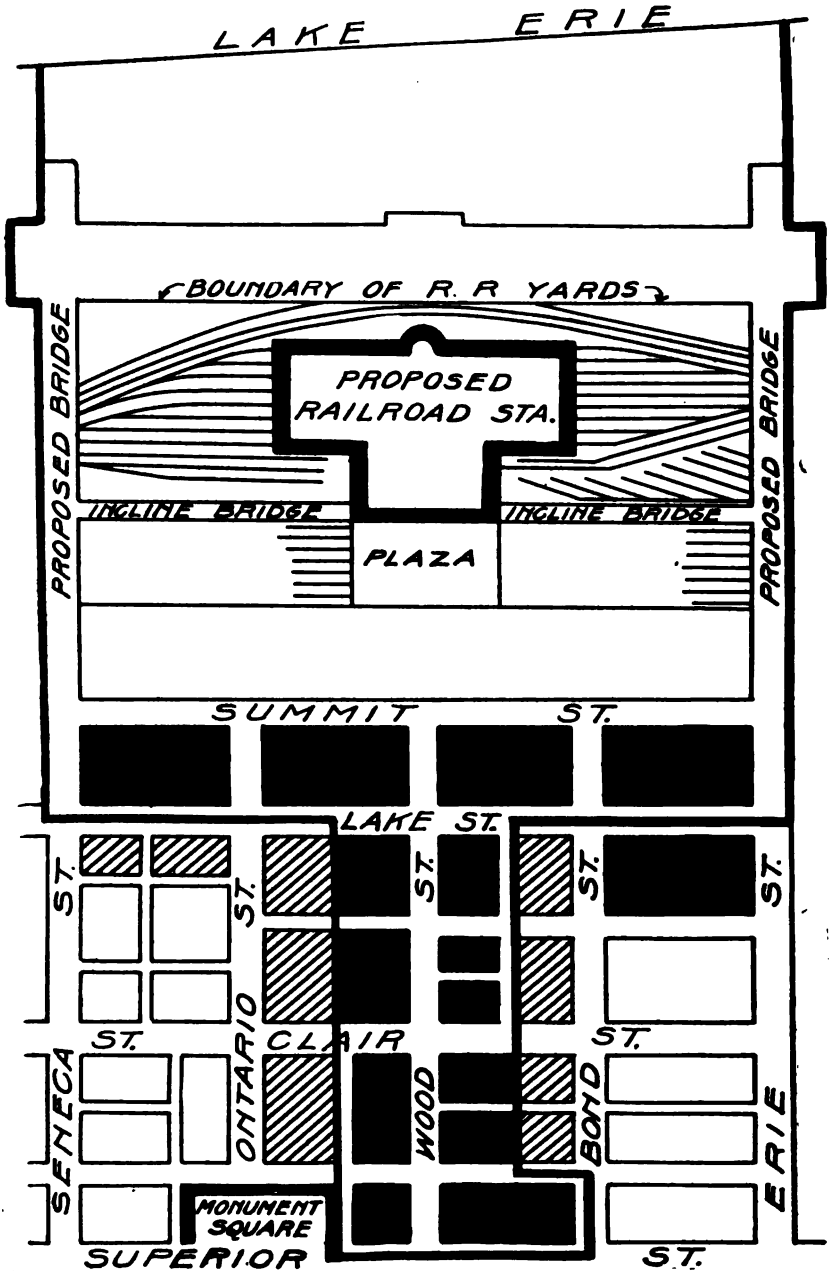 LAKE ERIE
BOUNDARY OF R.R YARDS
PROPOSED BRIDGE
PROPOSED
RAILROAD STA.
PROPOSED BRIDGE
INCLINE BRIDGE
INCLINE BRIDGE
PLAZA
SUMMIT ST.
LAKE ST.
SENECA ST.
ONTARIO ST.
WOOD ST.
BOND ST.
ERIE ST.
ST. CLAIR ST.
MONUMENT
SQUARE
SUPERIOR ST.